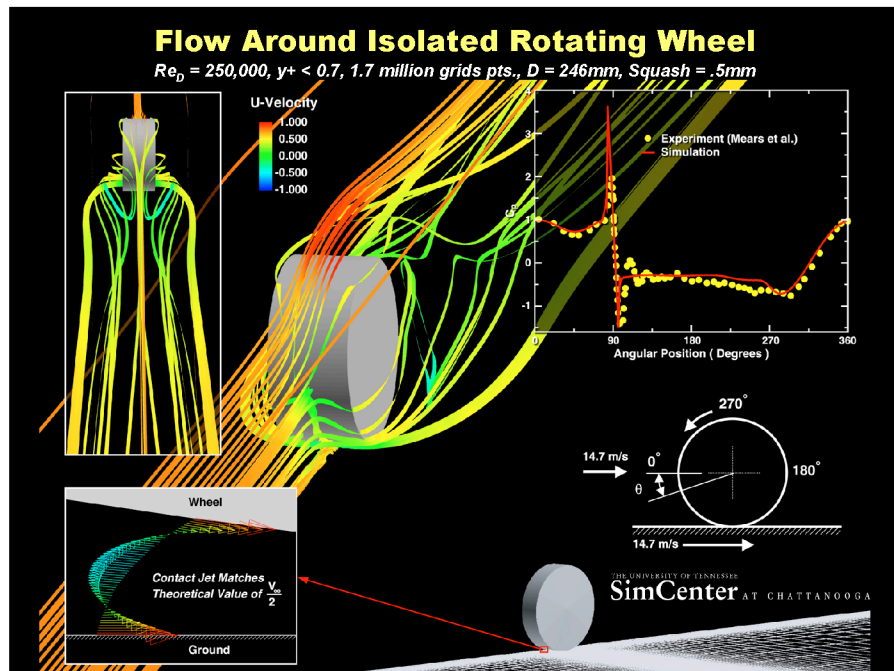 Flow Around Isolated Rotating Wheel
Re_D = 250,000, y+ < 0.7, 1.7 million grids pts., D = 246mm, Squash = .5mm
U-Velocity
1.000
0.500
0.000
-0.500
-1.000
4
3
2
1
0
-1
Experiment (Mears et al.)
Simulation
0 90 180 270 360
Angular Position ( Degrees )
270°
14.7 m/s
0°
θ
180°
14.7 m/s
Wheel
Contact Jet Matches
Theoretical Value of V∞/2
Ground
THE UNIVERSITY OF TENNESSEE
SimCenter AT CHATTANOOGA